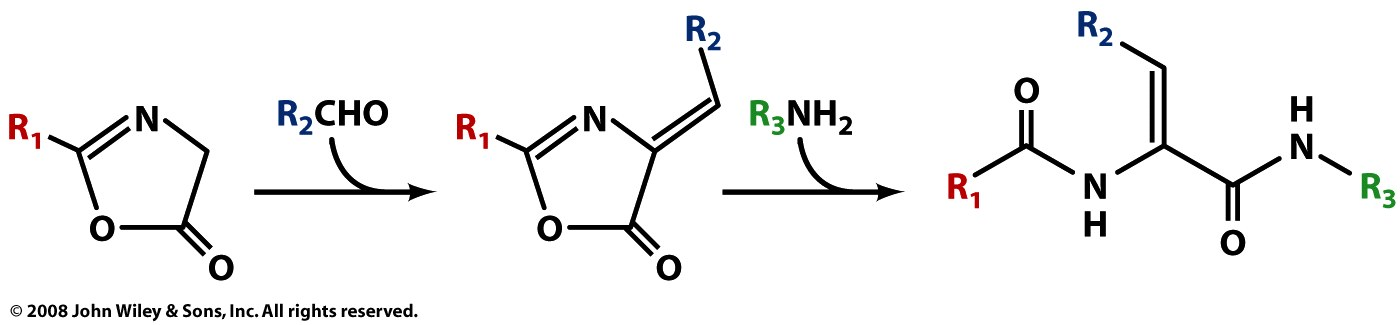 R1
N
O
O
R2CHO
R1
N
O
O
R2
R3NH2
R1
O
N
H
R2
O
H
N
R3
© 2008 John Wiley & Sons, Inc. All rights reserved.